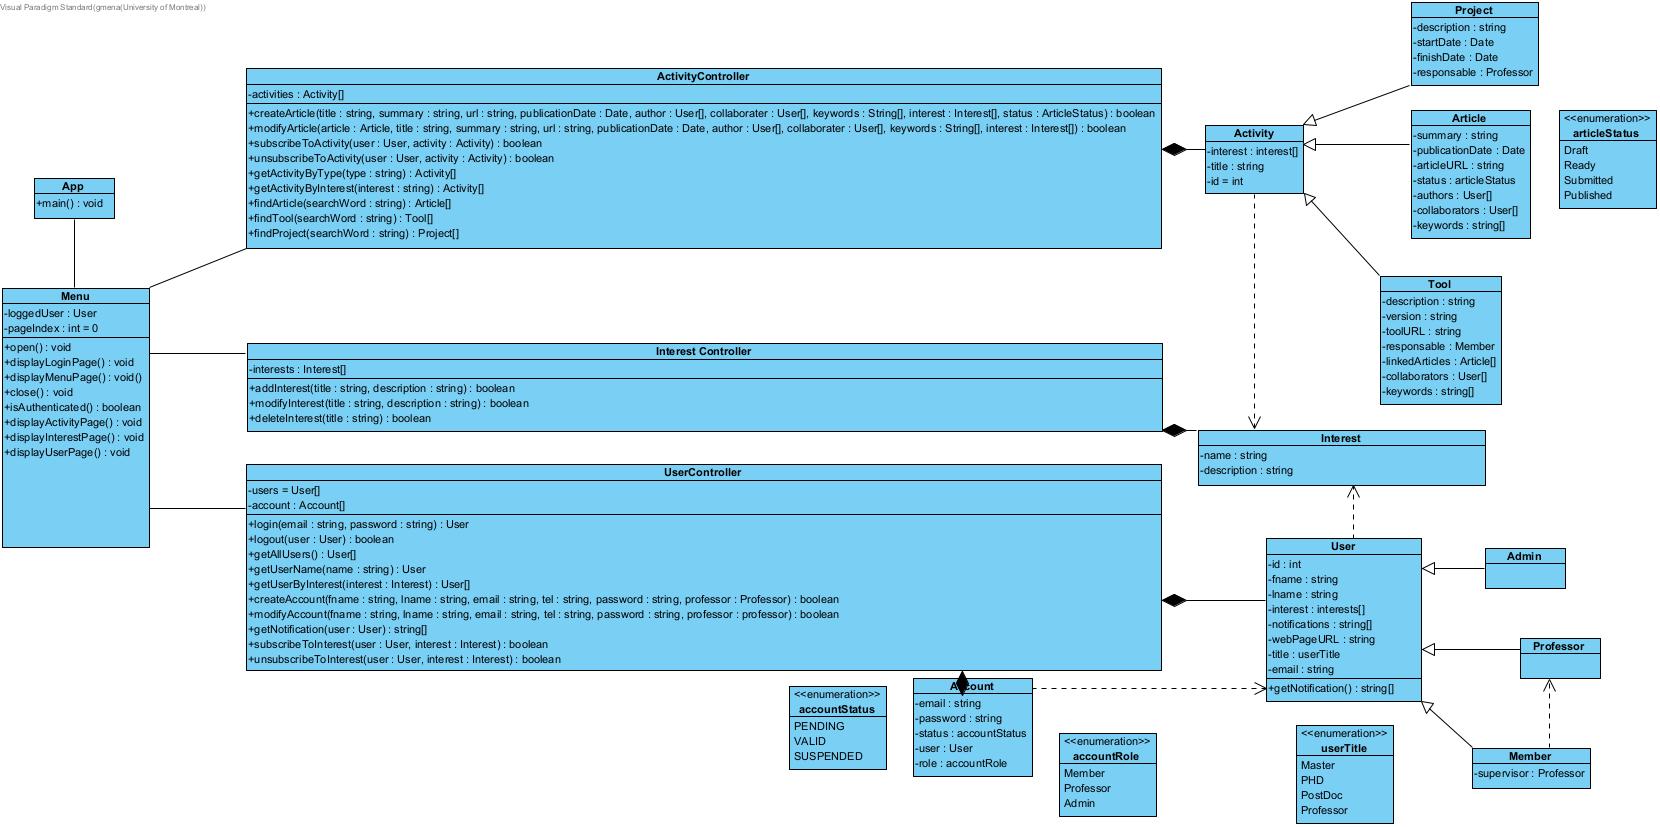 Visual Paradigm Standard(gmena(University of Montreal))
App
+main() : void
Menu
-loggedUser : User
-pageIndex : int = 0
+open() : void
+displayLoginPage() : void
+displayMenuPage() : void()
+close() : void
+isAuthenticated() : boolean
+displayActivityPage() : void
+displayInterestPage() : void
+displayUserPage() : void
ActivityController
-activities : Activity[]
+createArticle(title : string, summary : string, url : string, publicationDate : Date, author : User[], collaborater : User[], keywords : String[], interest : Interest[], status : ArticleStatus) : boolean
+modifyArticle(article : Article, title : string, summary : string, url : string, publicationDate : Date, author : User[], collaborater : User[], keywords : String[], interest : Interest[]) : boolean
+subscribeToActivity(user : User, activity : Activity) : boolean
+unsubscribeToActivity(user : User, activity : Activity) : boolean
+getActivityByType(type : string) : Activity[]
+getActivityByInterest(interest : string) : Activity[]
+findArticle(searchWord : string) : Article[]
+findTool(searchWord : string) : Tool[]
+findProject(searchWord : string) : Project[]
Interest Controller
-interests : Interest[]
+addInterest(title : string, description : string) : boolean
+modifyInterest(title : string, description : string) : boolean
+deleteInterest(title : string) : boolean
UserController
-users = User[]
-account : Account[]
+login(email : string, password : string) : User
+logout(user : User) : boolean
+getAllUsers() : User[]
+getUserName(name : string) : User
+getUserByInterest(interest : Interest) : User[]
+createAccount(fname : string, lname : string, email : string, tel : string, password : string, professor : Professor) : boolean
+modifyAccount(fname : string, lname : string, email : string, tel : string, password : string, professor : professor) : boolean
+getNotification(user : User) : string[]
+subscribeToInterest(user : User, interest : Interest) : boolean
+unsubscribeToInterest(user : User, interest : Interest) : boolean
Activity
-interest : interest[]
-title : string
-id = int
Project
-description : string
-startDate : Date
-finishDate : Date
-responsable : Professor
Article
-summary : string
-publicationDate : Date
-articleURL : string
-status : articleStatus
-authors : User[]
-collaborators : User[]
-keywords : string[]
<<enumeration>>
articleStatus
Draft
Ready
Submitted
Published
Tool
-description : string
-version : string
-toolURL : string
-responsable : Member
-linkedArticles : Article[]
-collaborators : User[]
-keywords : string[]
Interest
-name : string
-description : string
User
-id : int
-fname : string
-lname : string
-interest : interests[]
-notifications : string[]
-webPageURL : string
-title : userTitle
-email : string
+getNotification() : string[]
Admin
Professor
Member
-supervisor : Professor
<<enumeration>>
accountStatus
PENDING
VALID
SUSPENDED
Account
-email : string
-password : string
-status : accountStatus
-user : User
-role : accountRole
<<enumeration>>
accountRole
Member
Professor
Admin
<<enumeration>>
userTitle
Master
PHD
PostDoc
Professor